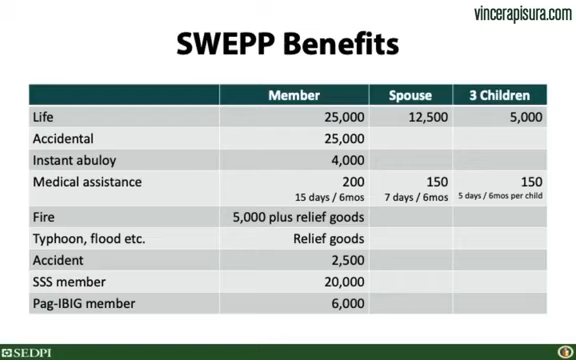 vincerapisura.com
SWEPP Benefits
Member Spouse 3 Children
Life 25,000 12,500 5,000
Accidental 25,000
Instant abuloy 4,000
Medical assistance 200 150 150
15 days / 6mos 7 days / 6mos 5 days / 6mos per child
Fire 5,000 plus relief goods
Typhoon, flood etc. Relief goods
Accident 2,500
SSS member 20,000
Pag-IBIG member 6,000
SEDPI